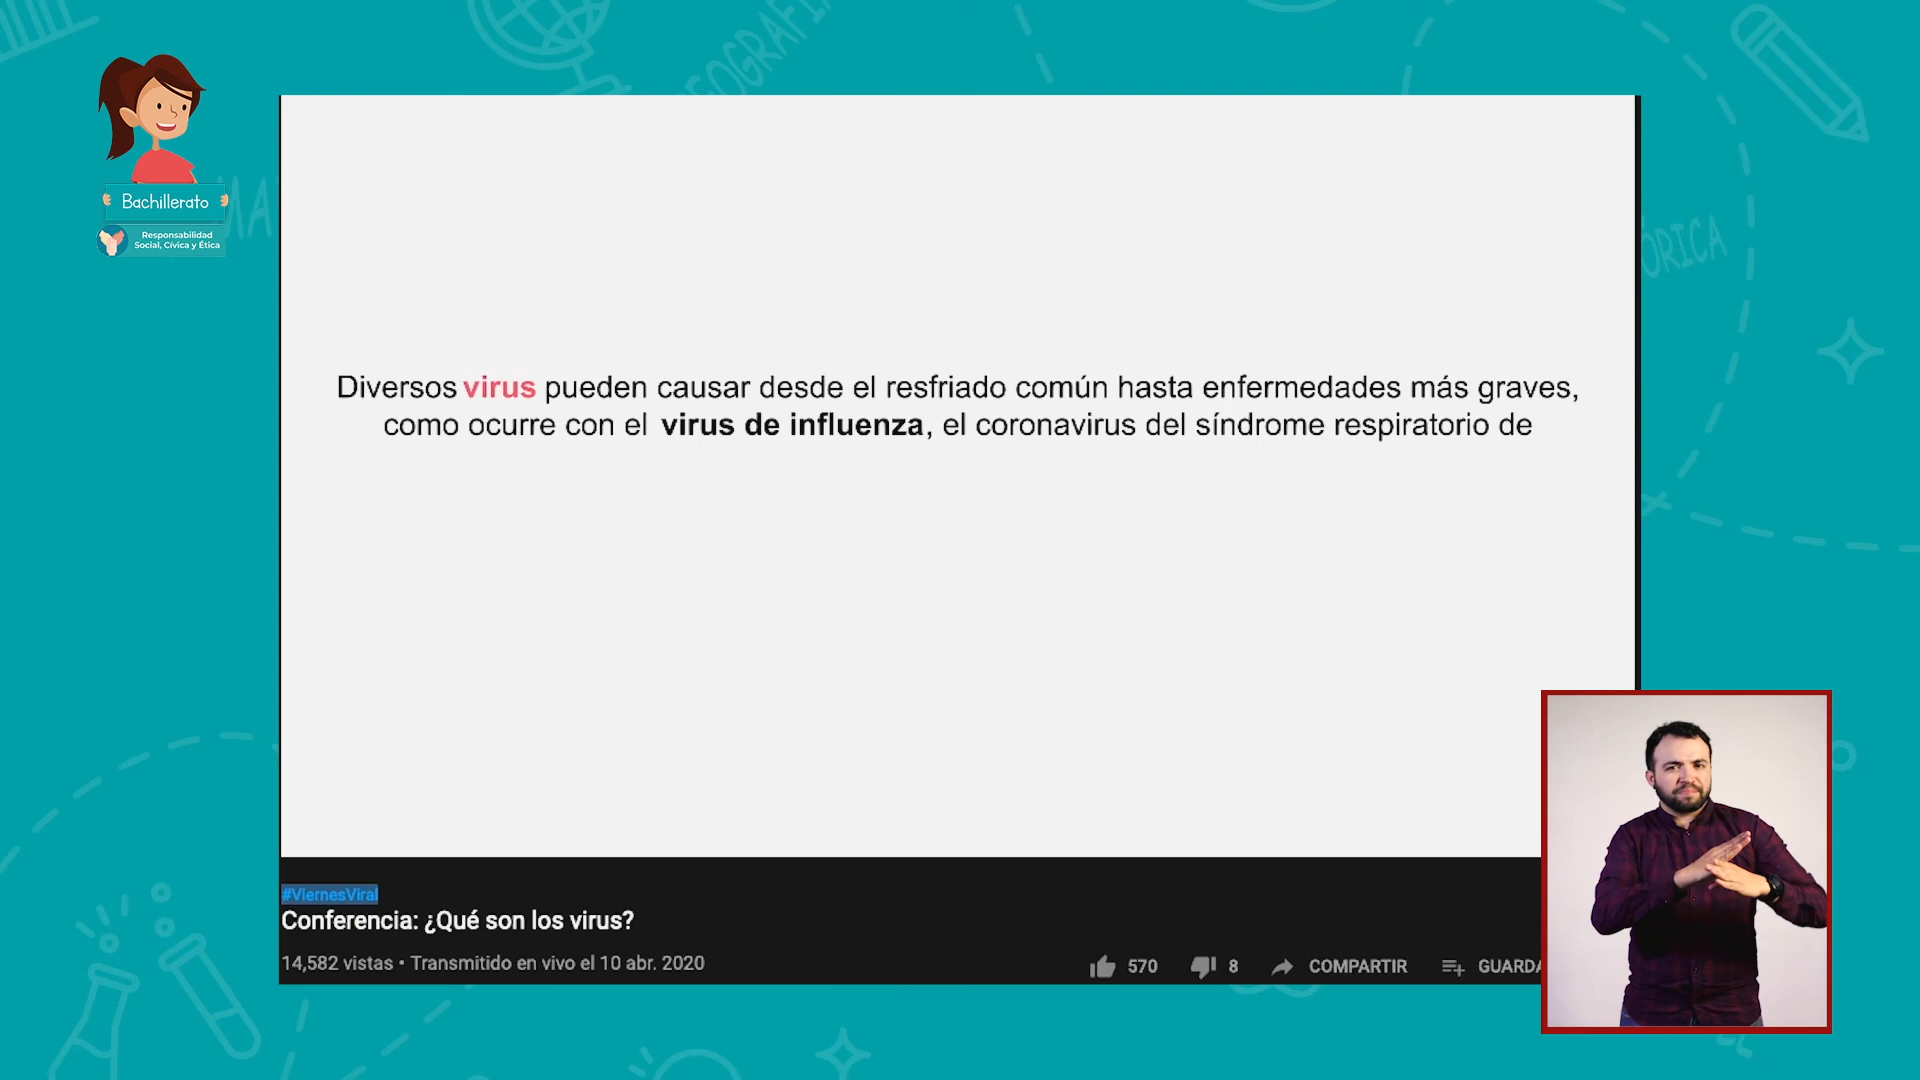 Bachillerato
Responsabilidad
Social, Cívica y Ética
Diversos virus pueden causar desde el resfriado común hasta enfermedades más graves,
como ocurre con el virus de influenza, el coronavirus del síndrome respiratorio de
#ViernesViral
Conferencia: ¿Qué son los virus?
14,582 vistas • Transmitido en vivo el 10 abr. 2020
570 8 COMPARTIR